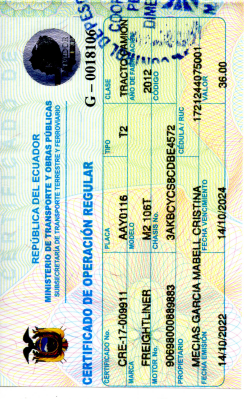 REPÚBLICA DEL ECUADOR
MINISTERIO DE TRANSPORTE Y OBRAS PÚBLICAS
SUBSECRETARÍA DE TRANSPORTE TERRESTRE Y FERROVIARIO
CERTIFICADO DE OPERACIÓN REGULAR
G - 0018106
CERTIFICADO No. PLACA TIPO CLASE
CRE-17-009911 AAY0116 T2 TRACTOCAMION
MARCA MODELO AÑO DE FABRICACIÓN
FREIGHTLINER M2 106T 2012
MOTOR No. CHASIS No. CÓDIGO
906980000889883 3AKBCYCS8CDBE4572
PROPIETARIO CÉDULA / RUC
MECIAS GARCIA MABELL CRISTINA 1721244075001
FECHA EMISIÓN FECHA VENCIMIENTO VALOR
14/10/2022 14/10/2024 36.00